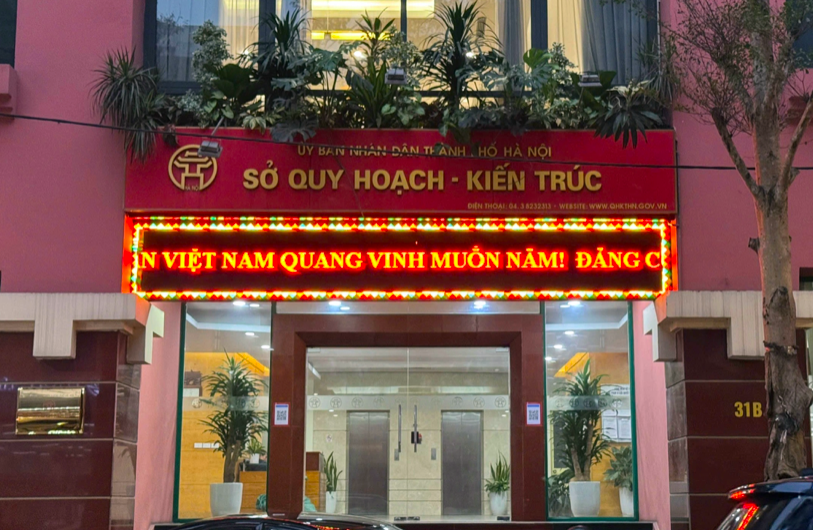 ỦY BAN NHÂN DÂN THÀNH PHỐ HÀ NỘI
SỞ QUY HOẠCH - KIẾN TRÚC
ĐIỆN THOẠI: 04.38232313 - WEBSITE: WWW.QHKTHN.GOV.VN
N VIỆT NAM QUANG VINH MUÔN NĂM! ĐẢNG C
31B